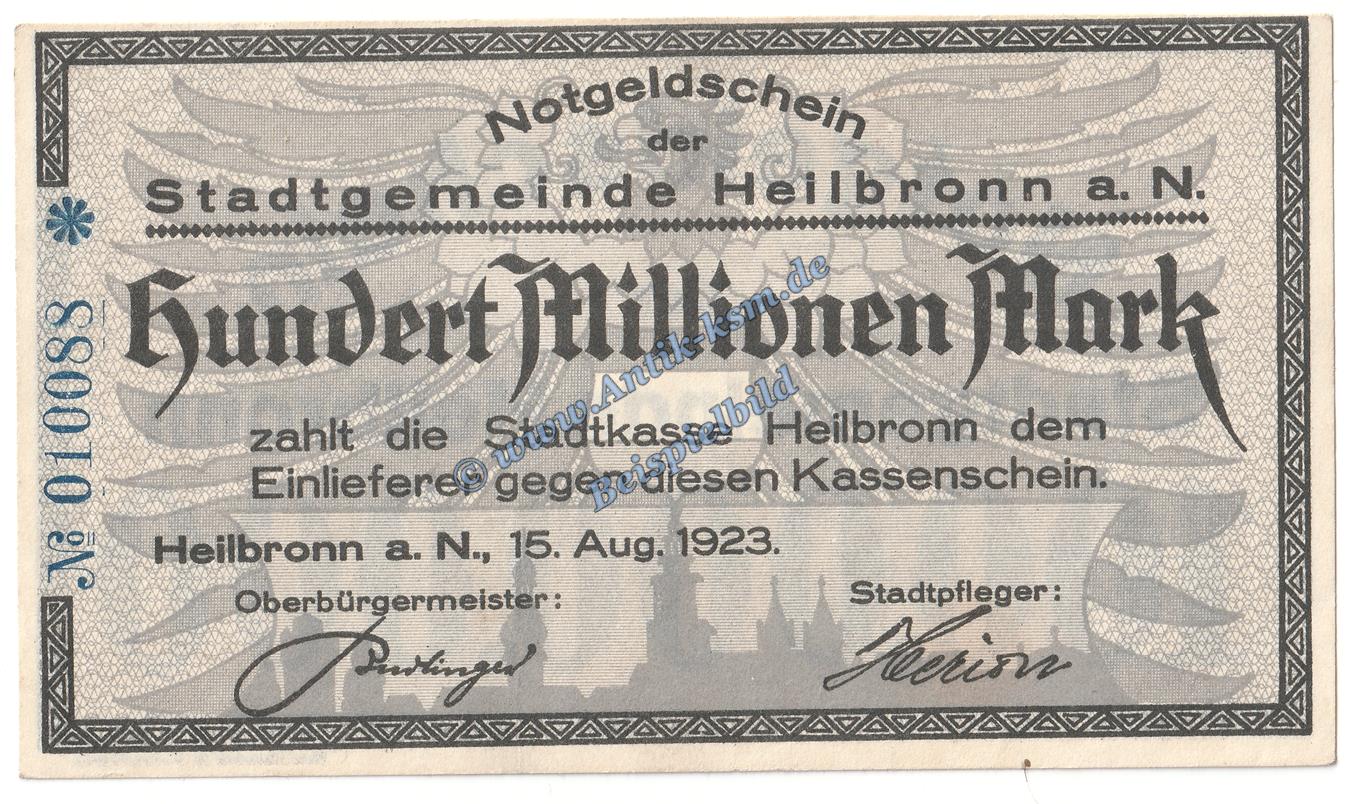 Notgeldschein
der
Stadtgemeinde Heilbronn a. N.
Hundert Millionen Mark
zahlt die Stadtkasse Heilbronn dem
Einlieferer gegen diesen Kassenschein.
Heilbronn a. N., 15. Aug. 1923.
Oberbürgermeister:
Stadtpfleger:
Herion
№ 010088
© www.Antik-ksm.de
Beispielbild